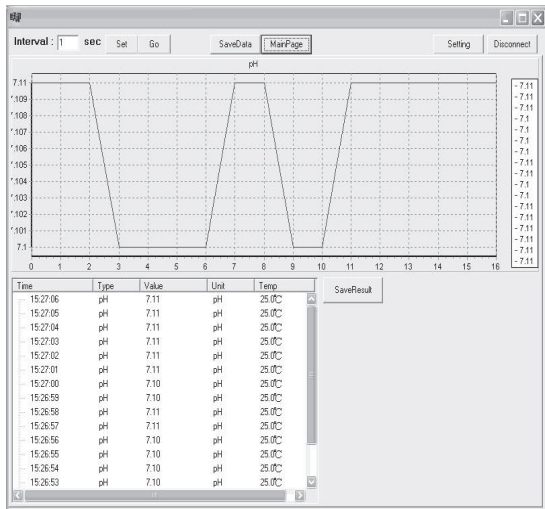 Interval : 1 sec Set Go SaveData MainPage Setting Disconnect
pH
7.11
.109
.108
.107
.106
.105
.104
.103
.102
.101
7.1
0 1 2 3 4 5 6 7 8 9 10 11 12 13 14 15 16
- 7.11
- 7.11
- 7.11
- 7.1
- 7.1
- 7.1
- 7.1
- 7.11
- 7.11
- 7.1
- 7.1
- 7.11
- 7.11
- 7.11
- 7.11
- 7.11
- 7.11
Time Type Value Unit Temp
15:27:06 pH 7.11 pH 25.0℃
15:27:05 pH 7.11 pH 25.0℃
15:27:04 pH 7.11 pH 25.0℃
15:27:03 pH 7.11 pH 25.0℃
15:27:02 pH 7.11 pH 25.0℃
15:27:01 pH 7.11 pH 25.0℃
15:27:00 pH 7.10 pH 25.0℃
15:26:59 pH 7.10 pH 25.0℃
15:26:58 pH 7.11 pH 25.0℃
15:26:57 pH 7.11 pH 25.0℃
15:26:56 pH 7.10 pH 25.0℃
15:26:55 pH 7.10 pH 25.0℃
15:26:54 pH 7.10 pH 25.0℃
15:26:53 pH 7.10 pH 25.0℃
SaveResult